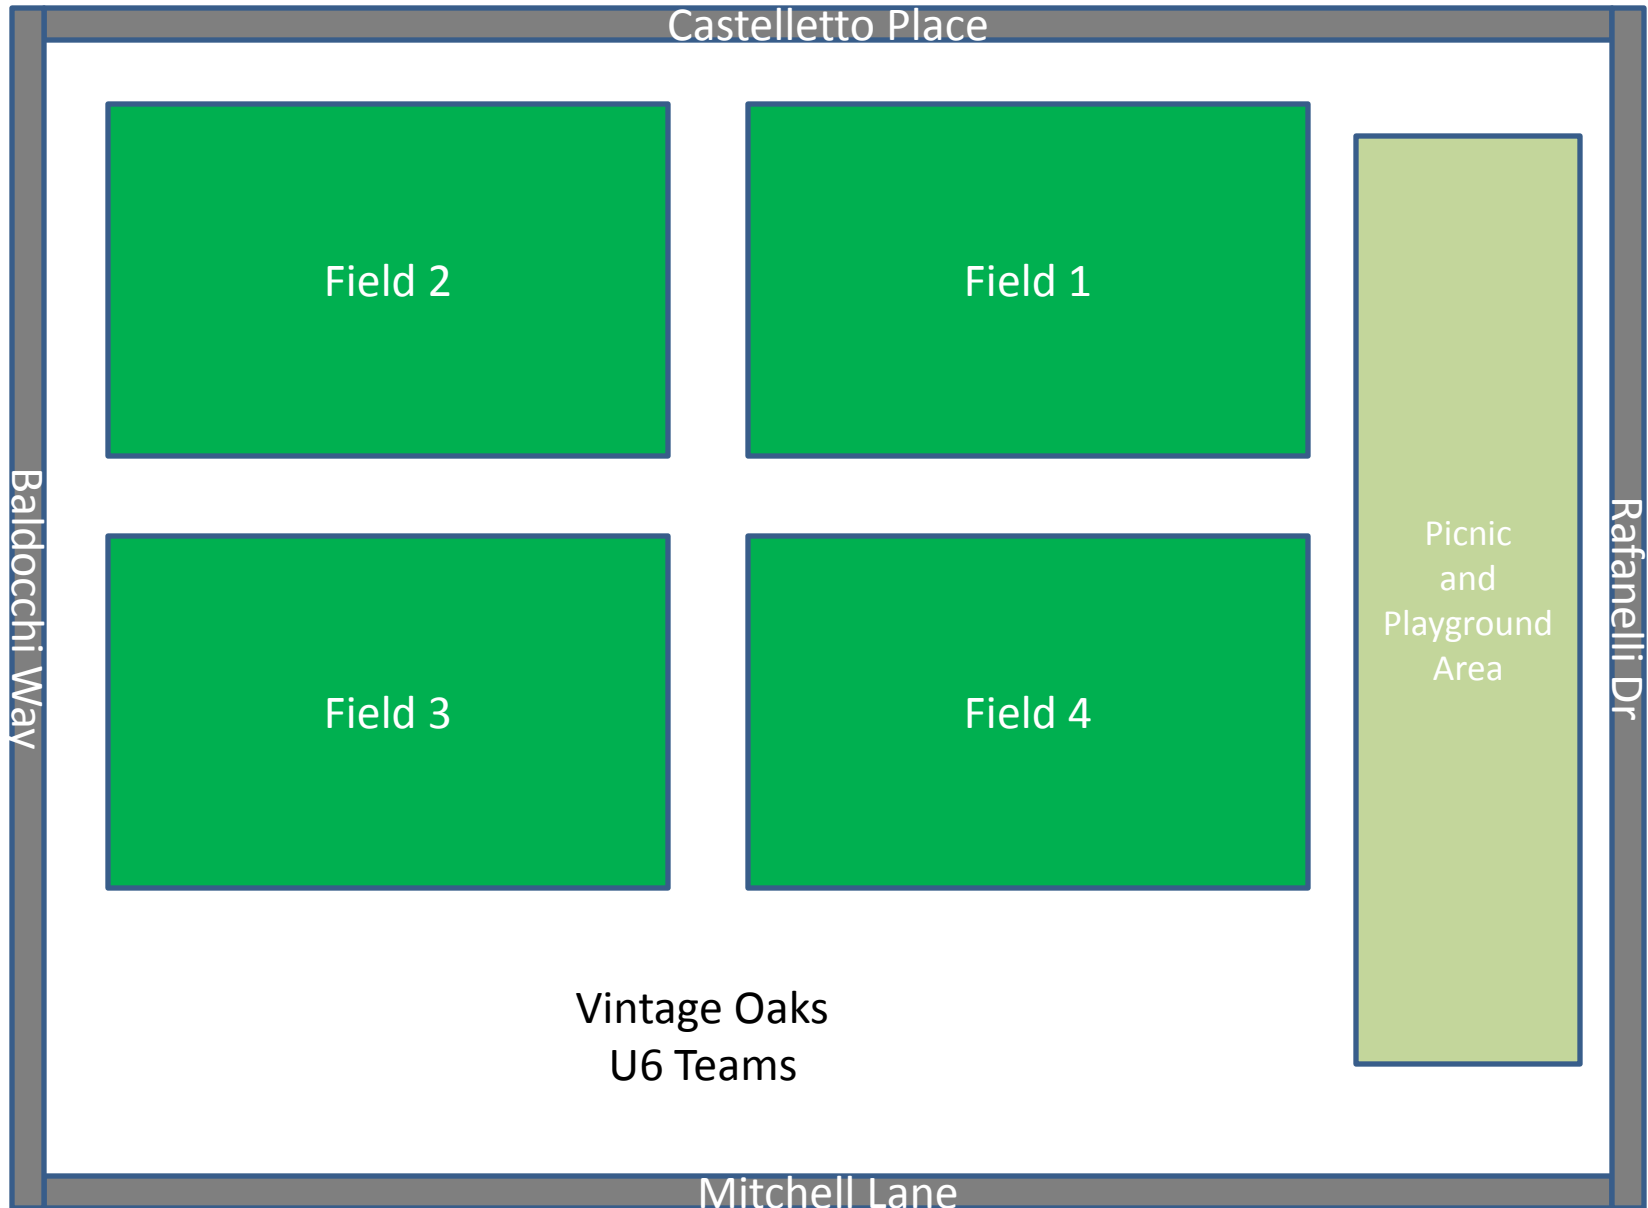 Castelletto Place
Field 2
Field 1
Baldocchi Way
Picnic
and
Playground
Area
Rafanelli Dr
Field 3
Field 4
Vintage Oaks
U6 Teams
Mitchell Lane